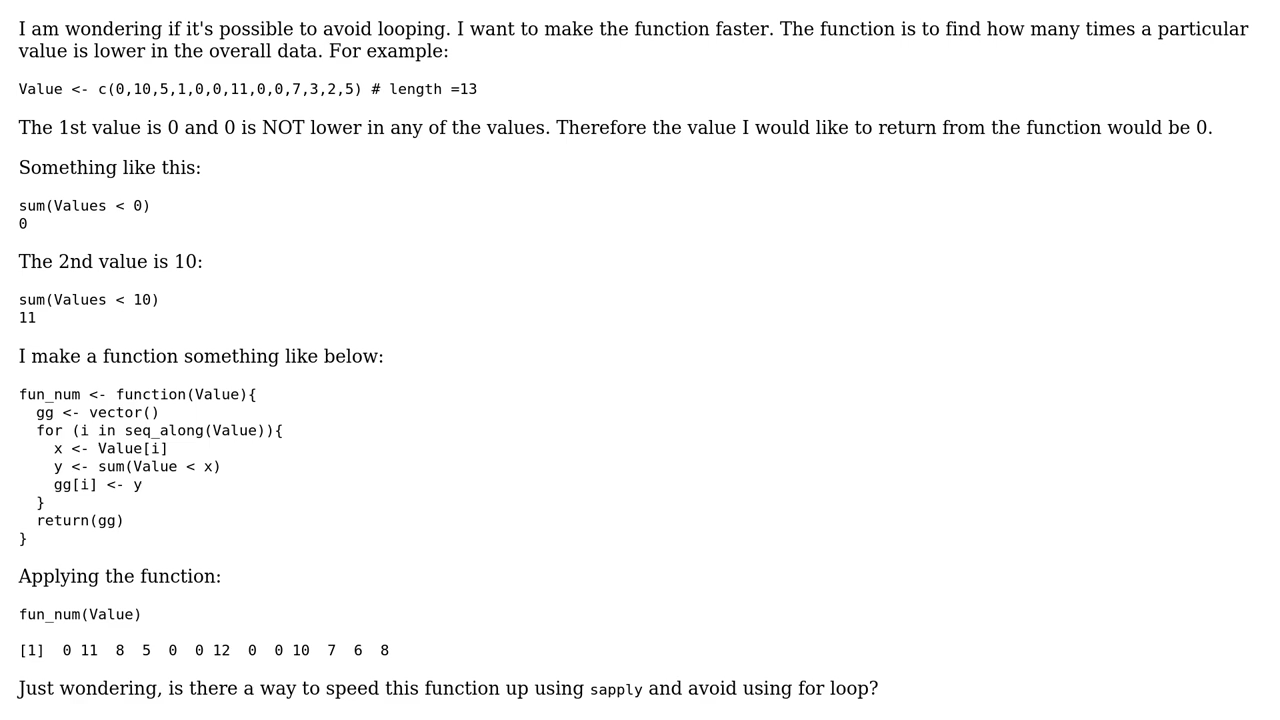 I am wondering if it's possible to avoid looping. I want to make the function faster. The function is to find how many times a particular
value is lower in the overall data. For example:
Value <- c(0,10,5,1,0,0,11,0,0,7,3,2,5) # length =13
The 1st value is 0 and 0 is NOT lower in any of the values. Therefore the value I would like to return from the function would be 0.
Something like this:
sum(Values < 0)
0
The 2nd value is 10:
sum(Values < 10)
11
I make a function something like below:
fun_num <- function(Value){
  gg <- vector()
  for (i in seq_along(Value)){
    x <- Value[i]
    y <- sum(Value < x)
    gg[i] <- y
  }
  return(gg)
}
Applying the function:
fun_num(Value)
[1]  0 11  8  5  0  0 12  0  0 10  7  6  8
Just wondering, is there a way to speed this function up using sapply and avoid using for loop?